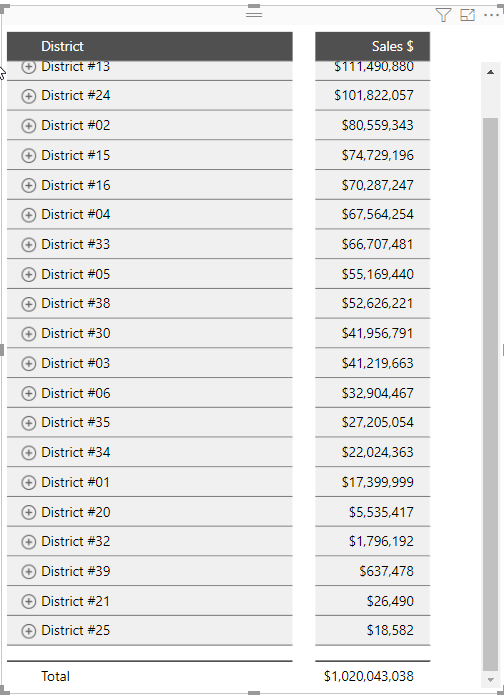 District Sales $
District #13 $111,490,880
District #24 $101,822,057
District #02 $80,559,343
District #15 $74,729,196
District #16 $70,287,247
District #04 $67,564,254
District #33 $66,707,481
District #05 $55,169,440
District #38 $52,626,221
District #30 $41,956,791
District #03 $41,219,663
District #06 $32,904,467
District #35 $27,205,054
District #34 $22,024,363
District #01 $17,399,999
District #20 $5,535,417
District #32 $1,796,192
District #39 $637,478
District #21 $26,490
District #25 $18,582
Total $1,020,043,038